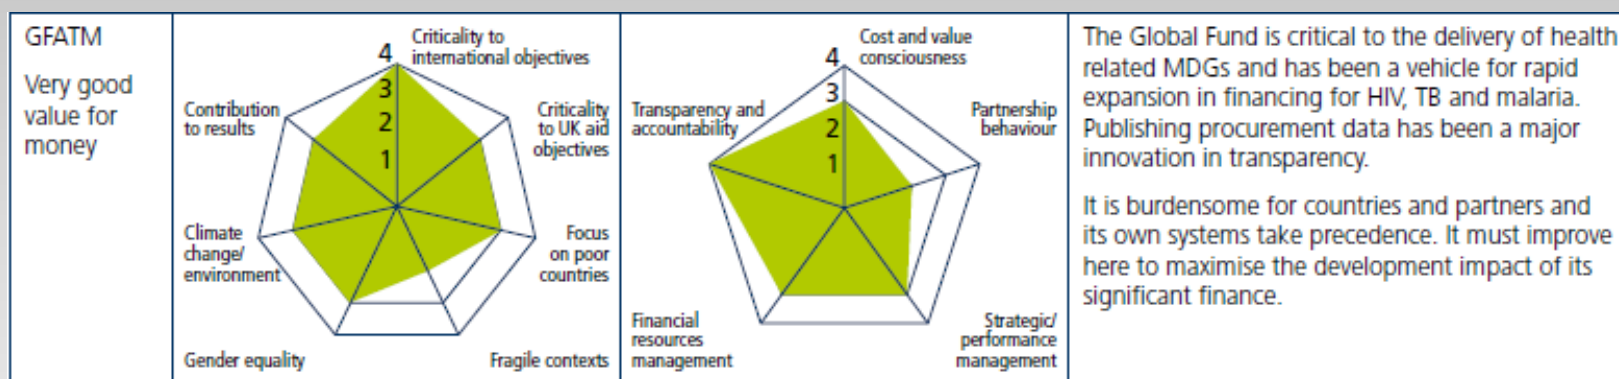 GFATM
Very good
value for
money
Criticality to
international objectives
Criticality
to UK aid
objectives
Focus
on poor
countries
Fragile contexts
Gender equality
Climate
change/
environment
Contribution
to results
4
3
2
1
Cost and value
consciousness
Partnership
behaviour
Strategic/
performance
management
Financial
resources
management
Transparency and
accountability
4
3
2
1
The Global Fund is critical to the delivery of health
related MDGs and has been a vehicle for rapid
expansion in financing for HIV, TB and malaria.
Publishing procurement data has been a major
innovation in transparency.
It is burdensome for countries and partners and
its own systems take precedence. It must improve
here to maximise the development impact of its
significant finance.